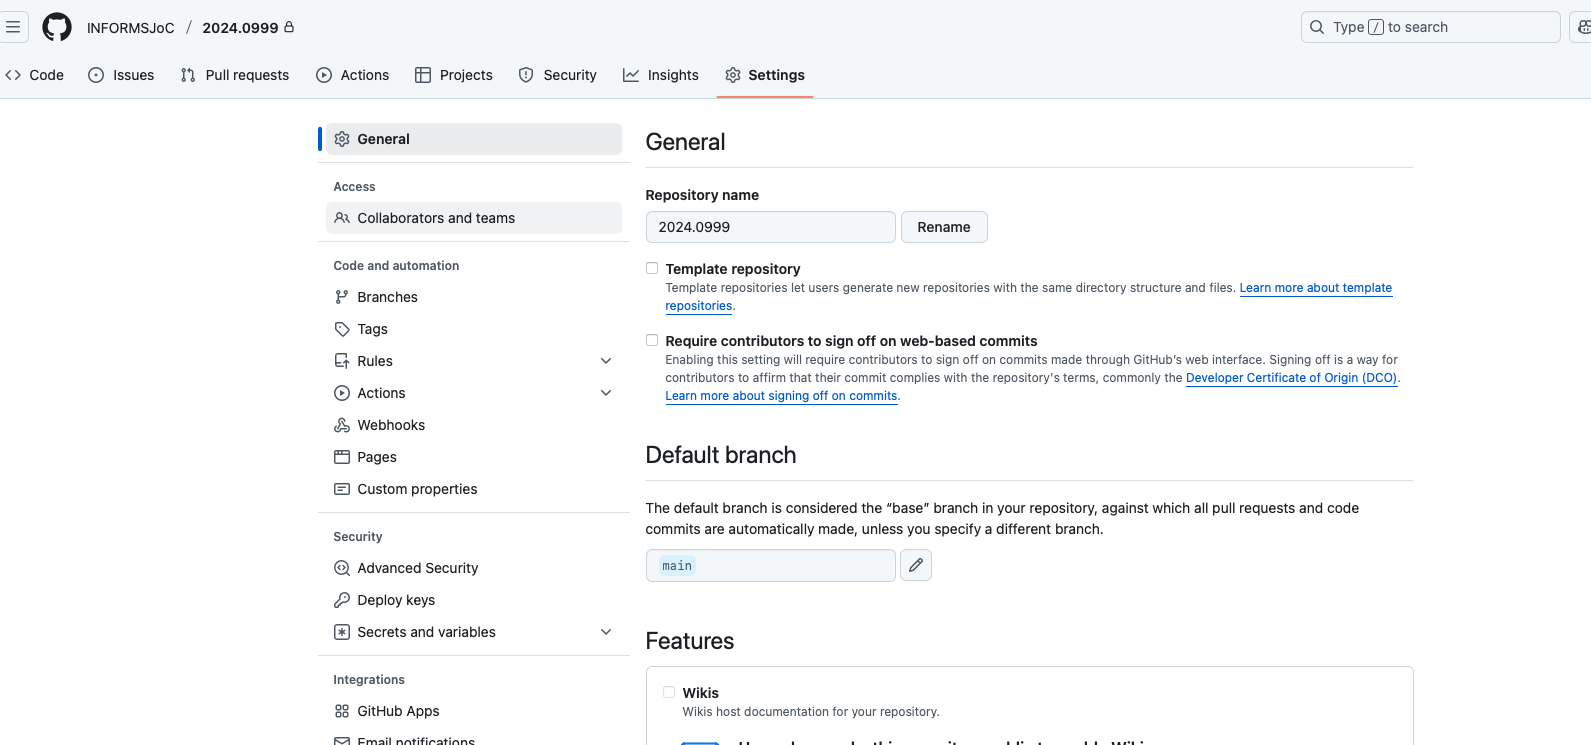 INFORMSJoC / 2024.0999
Type / to search
Code
Issues
Pull requests
Actions
Projects
Security
Insights
Settings
General
Access
Collaborators and teams
Code and automation
Branches
Tags
Rules
Actions
Webhooks
Pages
Custom properties
Security
Advanced Security
Deploy keys
Secrets and variables
Integrations
GitHub Apps
Email notifications
General
Repository name
2024.0999
Rename
Template repository
Template repositories let users generate new repositories with the same directory structure and files. Learn more about template
repositories.
Require contributors to sign off on web-based commits
Enabling this setting will require contributors to sign off on commits made through GitHub's web interface. Signing off is a way for
contributors to affirm that their commit complies with the repository's terms, commonly the Developer Certificate of Origin (DCO).
Learn more about signing off on commits.
Default branch
The default branch is considered the “base” branch in your repository, against which all pull requests and code
commits are automatically made, unless you specify a different branch.
main
Features
Wikis
Wikis host documentation for your repository.